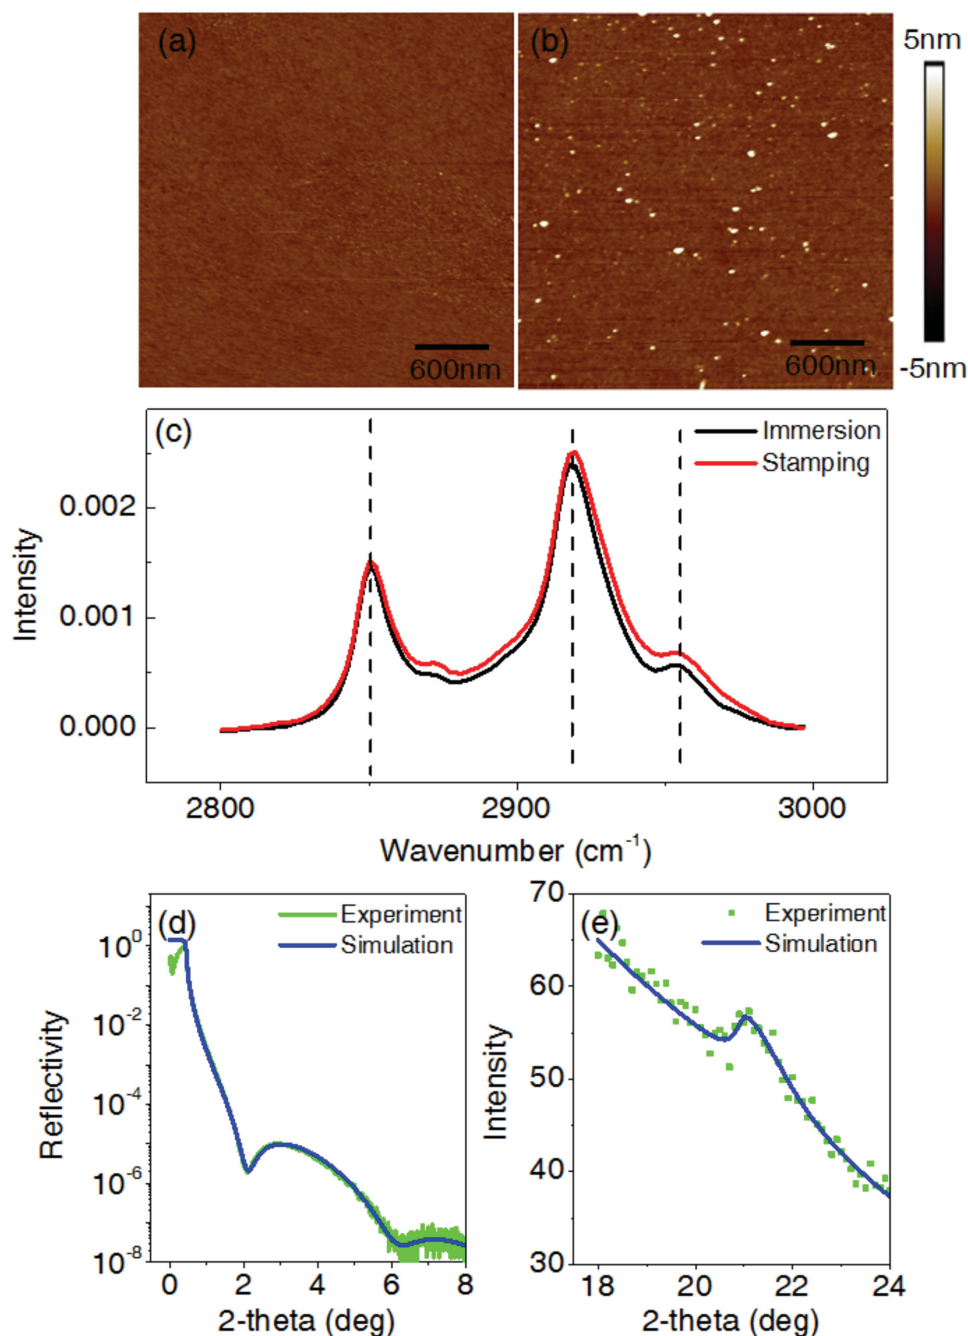 (a)
(b)
5nm
600nm
600nm
-5nm
(c)
Immersion
Stamping
0.002
0.001
0.000
Intensity
2800
2900
3000
Wavenumber (cm⁻¹)
(d)
Experiment
Simulation
10⁰
10⁻²
10⁻⁴
10⁻⁶
10⁻⁸
Reflectivity
0 2 4 6 8
2-theta (deg)
(e)
Experiment
Simulation
70
60
50
40
30
Intensity
18 20 22 24
2-theta (deg)